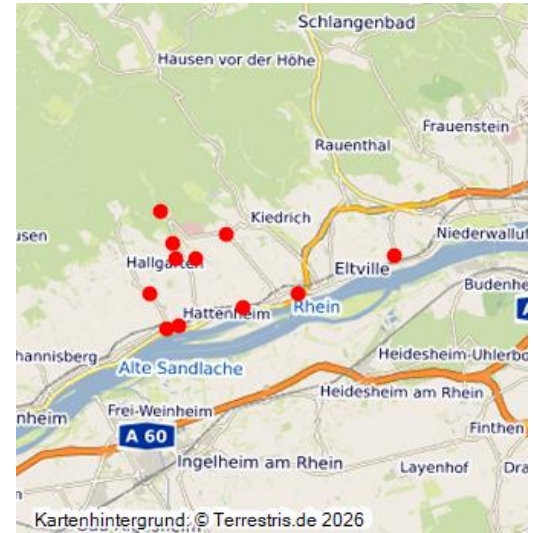 Schlangenbad
Hausen vor der Höhe
Frauenstein
Rauenthal
Kiedrich
usen
Niederwalluf
Hallgarten
Eltville
Budenhe
Rhein
Hattenheim
A
hannisberg
Heidesheim-Uhlerbo
Alte Sandlache
Heidesheim am Rhein
Frei-Weinheim
nheim
Finthen
A 60
Ingelheim am Rhein
Layenhof
Dra
Kartenhintergrund: © Terrestris.de 2026